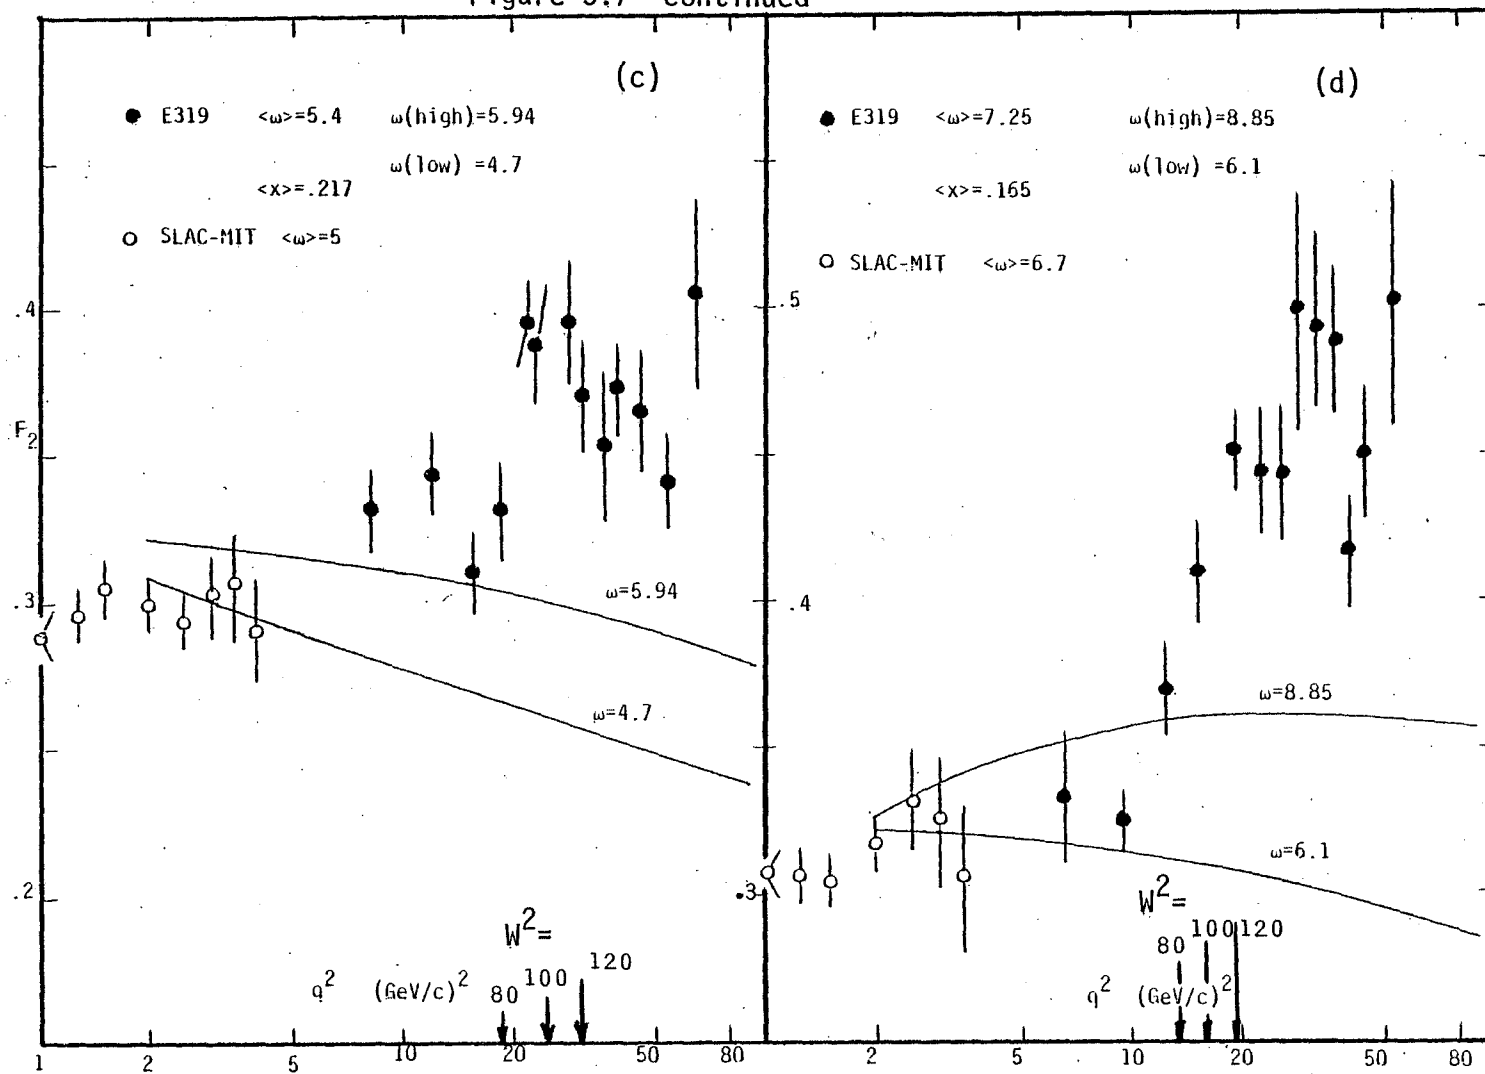 Figure 3.7 continued
(c)
● E319 <ω>=5.4 ω(high)=5.94
ω(low) =4.7
<x>=.217
○ SLAC-MIT <ω>=5
.4
F2
.3
.2
ω=5.94
ω=4.7
W²=
80 100 120
q² (GeV/c)²
1 2 5 10 20 50 80
(d)
● E319 <ω>=7.25 ω(high)=8.85
ω(low) =6.1
<x>=.165
○ SLAC-MIT <ω>=6.7
.5
.4
.3
ω=8.85
ω=6.1
W²=
80 100 120
q² (GeV/c)²
2 5 10 20 50 80